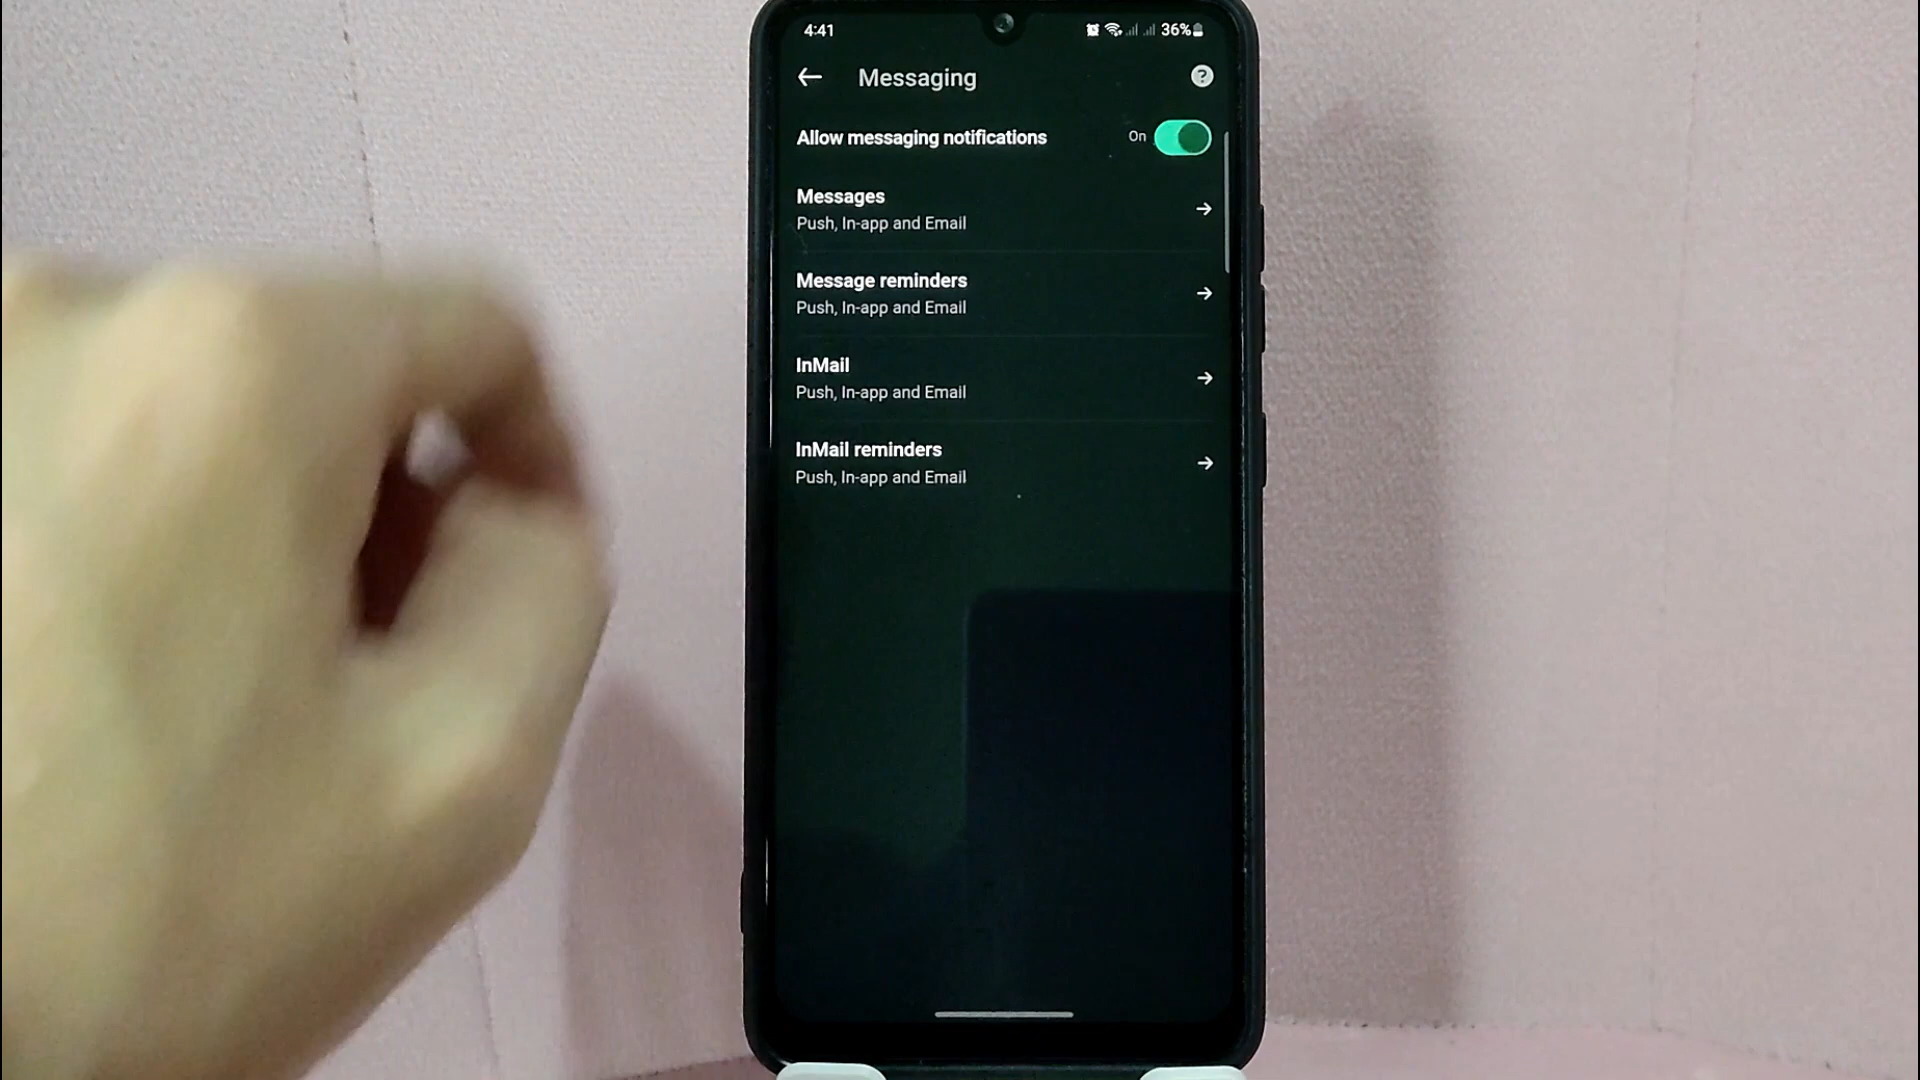 4:41
36%
Messaging
Allow messaging notifications
On
Messages
Push, In-app and Email
Message reminders
Push, In-app and Email
InMail
Push, In-app and Email
InMail reminders
Push, In-app and Email